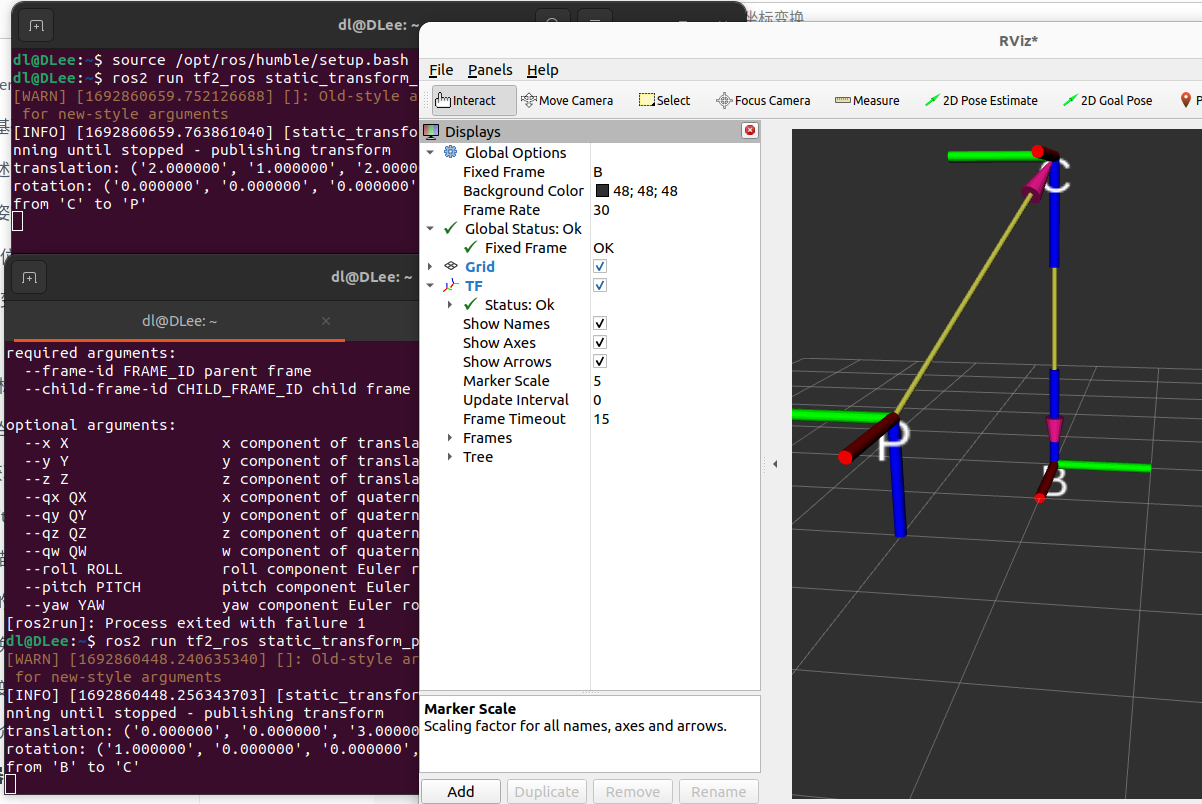 坐标变换
dl@DLee: ~
dl@DLee:~$ source /opt/ros/humble/setup.bash
dl@DLee:~$ ros2 run tf2_ros static_transform_
[WARN] [1692860659.752126688] []: Old-style a
for new-style arguments
[INFO] [1692860659.763861040] [static_transfo
nning until stopped - publishing transform
translation: ('2.000000', '1.000000', '2.0000
rotation: ('0.000000', '0.000000', '0.000000'
from 'C' to 'P'
dl@DLee: ~
dl@DLee: ~ ×
required arguments:
--frame-id FRAME_ID parent frame
--child-frame-id CHILD_FRAME_ID child frame
optional arguments:
--x X x component of transla
--y Y y component of transla
--z Z z component of transla
--qx QX x component of quatern
--qy QY y component of quatern
--qz QZ z component of quatern
--qw QW w component of quatern
--roll ROLL roll component Euler r
--pitch PITCH pitch component Euler
--yaw YAW yaw component Euler ro
[ros2run]: Process exited with failure 1
dl@DLee:~$ ros2 run tf2_ros static_transform_p
[WARN] [1692860448.240635340] []: Old-style ar
for new-style arguments
[INFO] [1692860448.256343703] [static_transfor
nning until stopped - publishing transform
translation: ('0.000000', '0.000000', '3.00000
rotation: ('1.000000', '0.000000', '0.000000',
from 'B' to 'C'
RViz*
File Panels Help
Interact Move Camera Select Focus Camera Measure 2D Pose Estimate 2D Goal Pose P
Displays
Global Options
Fixed Frame B
Background Color 48; 48; 48
Frame Rate 30
Global Status: Ok
Fixed Frame OK
Grid
TF
Status: Ok
Show Names
Show Axes
Show Arrows
Marker Scale 5
Update Interval 0
Frame Timeout 15
Frames
Tree
Marker Scale
Scaling factor for all names, axes and arrows.
Add Duplicate Remove Rename
C
P
B